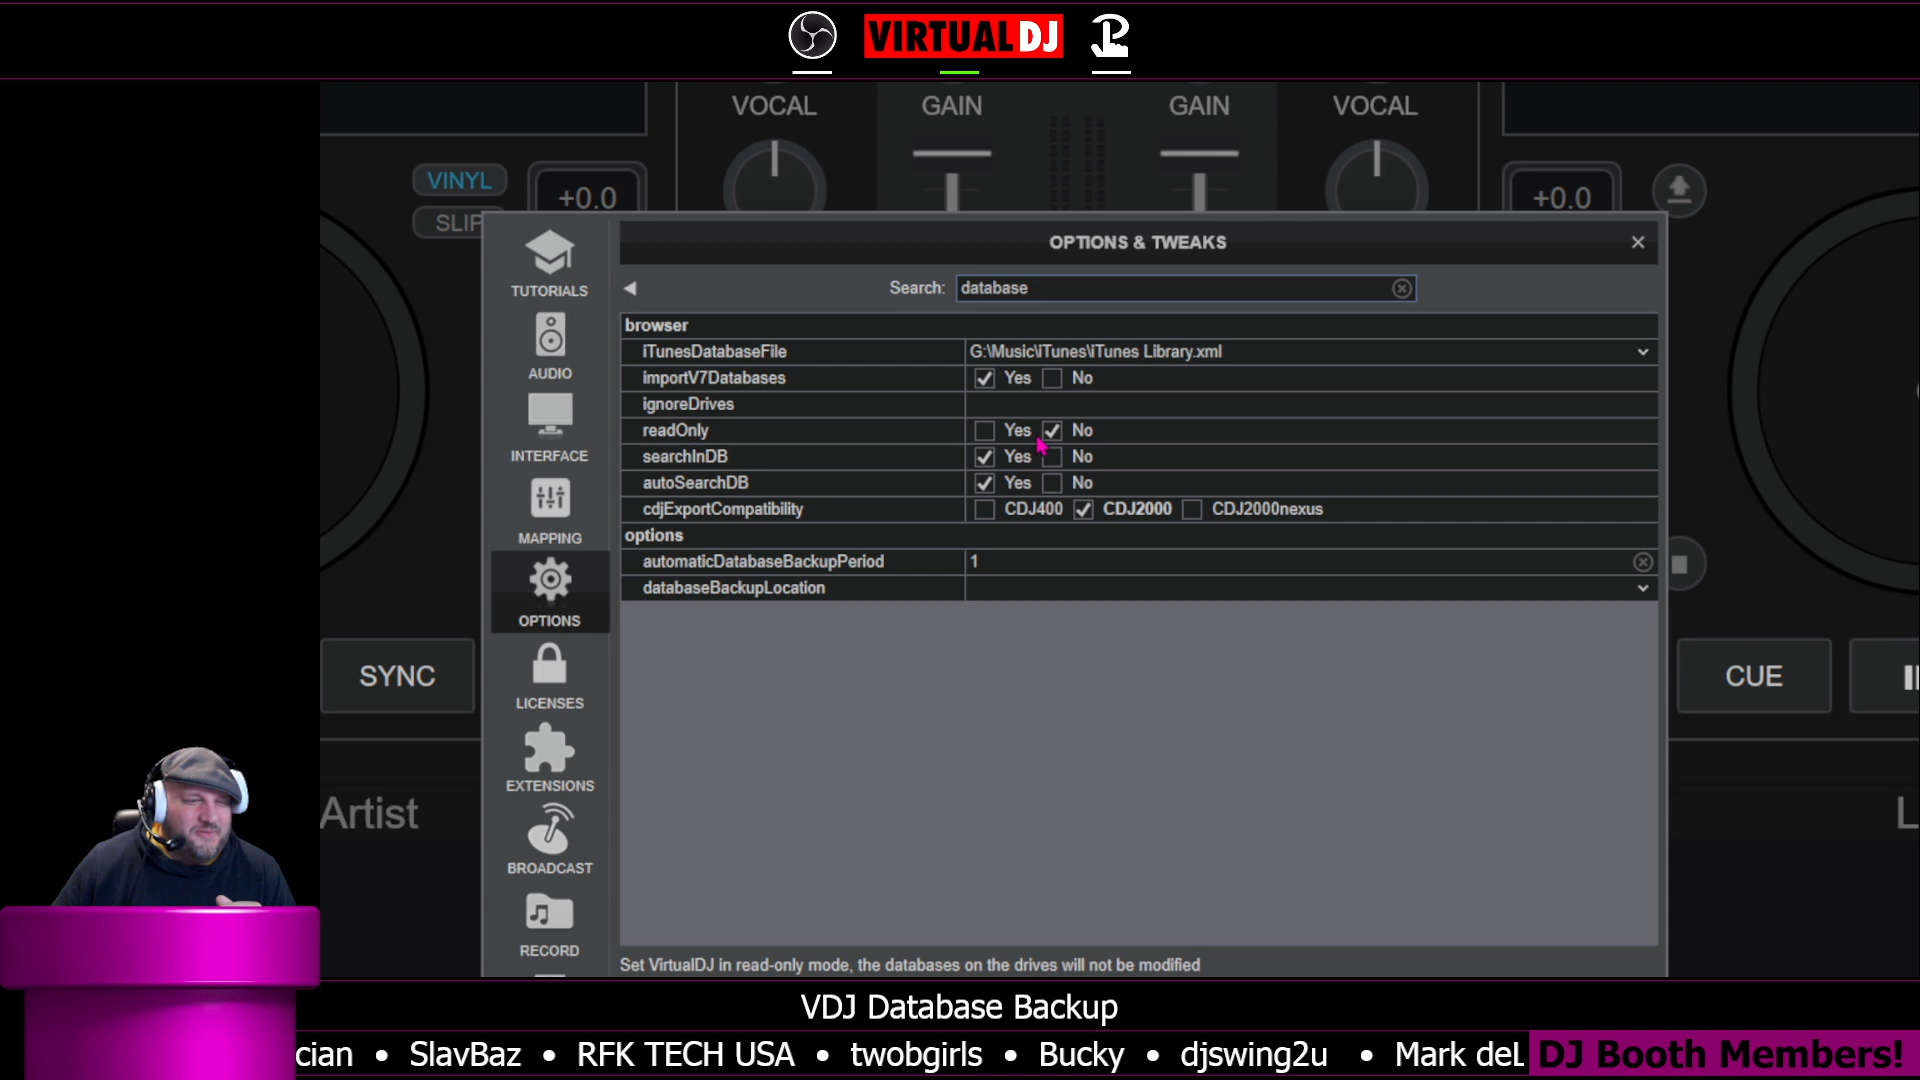 VIRTUAL DJ
VOCAL GAIN GAIN VOCAL
VINYL
+0.0
+0.0
SLIP
OPTIONS & TWEAKS
TUTORIALS
Search: database
browser
iTunesDatabaseFile G:\Music\iTunes\iTunes Library.xml
AUDIO
importV7Databases Yes No
ignoreDrives
readOnly Yes No
INTERFACE
searchInDB Yes No
autoSearchDB Yes No
cdjExportCompatibility CDJ400 CDJ2000 CDJ2000nexus
MAPPING
options
automaticDatabaseBackupPeriod 1
databaseBackupLocation
OPTIONS
SYNC
CUE
LICENSES
EXTENSIONS
Artist
L
BROADCAST
RECORD
Set VirtualDJ in read-only mode, the databases on the drives will not be modified
VDJ Database Backup
cian • SlavBaz • RFK TECH USA • twobgirls • Bucky • djswing2u • Mark deL DJ Booth Members!